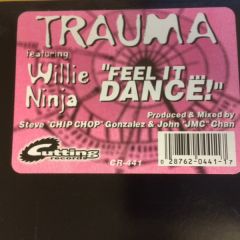 TRAUMA
featuring
Willie
Ninja
"FEEL IT ...
DANCE!"
Produced & Mixed by
Steve "CHIP CHOP" Gonzalez & John "JMC" Chan
Cutting
records
CR-441
0 28762-0441-1 7